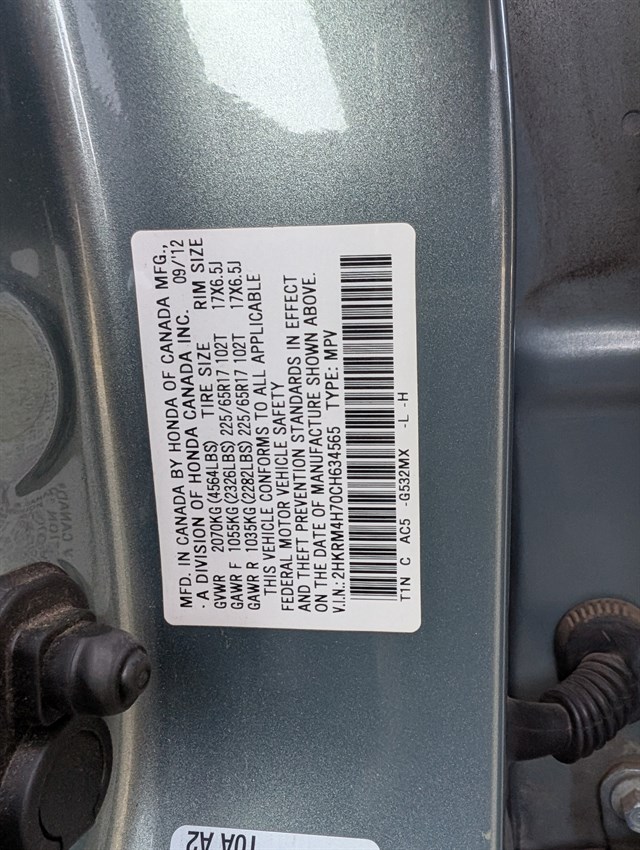 MFD. IN CANADA BY HONDA OF CANADA MFG.,
· A DIVISION OF HONDA CANADA INC. 09/'12
GVWR 2070KG (4564LBS) TIRE SIZE RIM SIZE
GAWR F 1055KG (2326LBS) 225/65R17 102T 17X6.5J
GAWR R 1035KG (2282LBS) 225/65R17 102T 17X6.5J
THIS VEHICLE CONFORMS TO ALL APPLICABLE
FEDERAL MOTOR VEHICLE SAFETY
AND THEFT PREVENTION STANDARDS IN EFFECT
ON THE DATE OF MANUFACTURE SHOWN ABOVE.
V.I.N.: 2HKRM4H70CH634565 TYPE: MPV
T1N C AC5 -G532MX -L -H
T0A A2